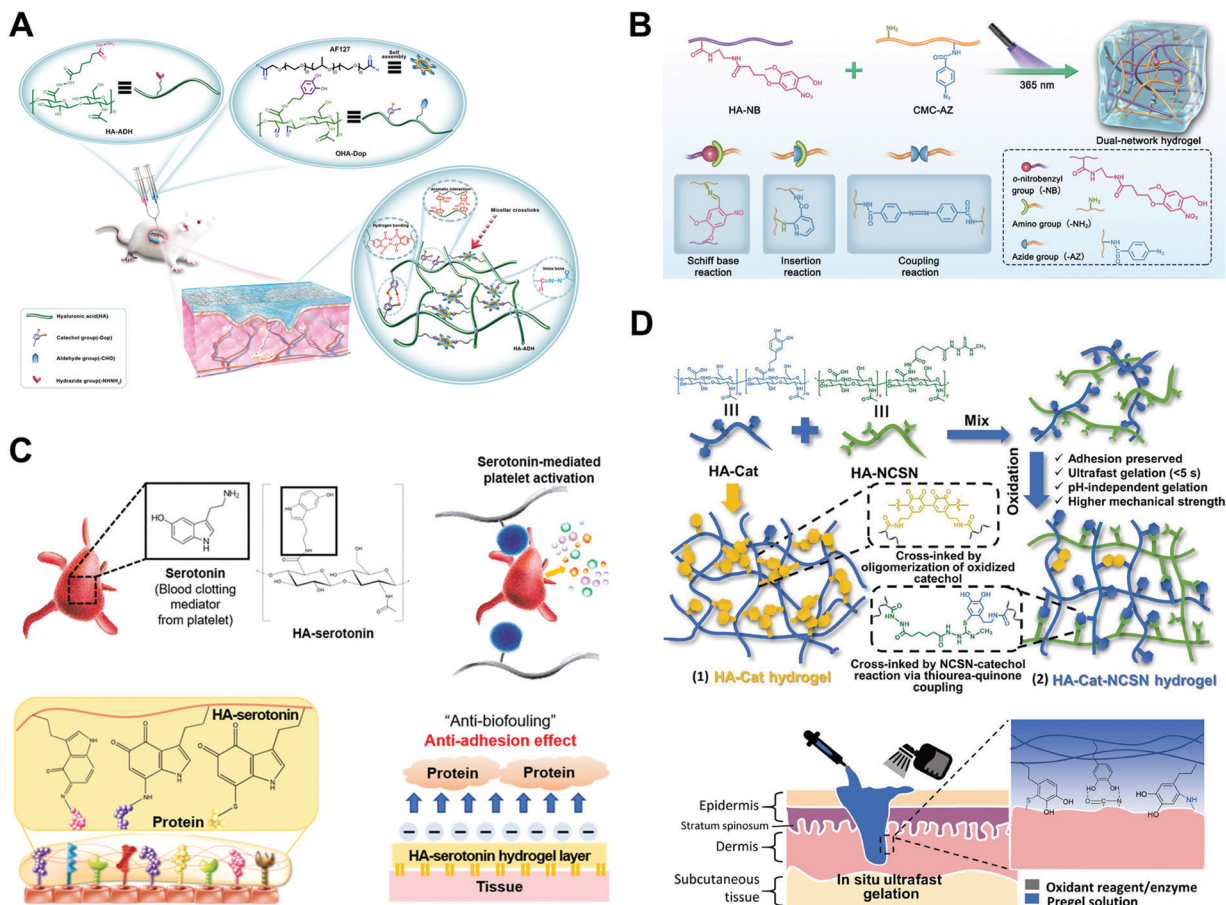 A
HA-ADH
AF127
Self
assembly
OHA-Dop
Aromatic interaction
Hydrogen bonding
Micellar crosslinks
Imine bone
HA-ADH
Hyaluronic acid(HA)
Catechol group(-Dop)
Aldehyde group(-CHO)
Hydrazide group(-NHNH₂)
B
HA-NB
+
CMC-AZ
365 nm
Dual-network hydrogel
Schiff base
reaction
Insertion
reaction
Coupling
reaction
o-nitrobenzyl
group (-NB)
Amino group (-NH₂)
Azide group (-AZ)
C
Serotonin
(Blood clotting
mediator
from platelet)
HA-serotonin
Serotonin-mediated
platelet activation
HA-serotonin
Protein
“Anti-biofouling”
Anti-adhesion effect
Protein Protein
HA-serotonin hydrogel layer
Tissue
D
HA-Cat
HA-NCSN
Mix
Oxidation
✓ Adhesion preserved
✓ Ultrafast gelation (<5 s)
✓ pH-independent gelation
✓ Higher mechanical strength
Cross-inked by
oligomerization of oxidized
catechol
Cross-inked by NCSN-catechol
reaction via thiourea-quinone
coupling
(1) HA-Cat hydrogel
(2) HA-Cat-NCSN hydrogel
Epidermis
Stratum spinosum
Dermis
Subcutaneous
tissue
In situ ultrafast
gelation
Oxidant reagent/enzyme
Pregel solution